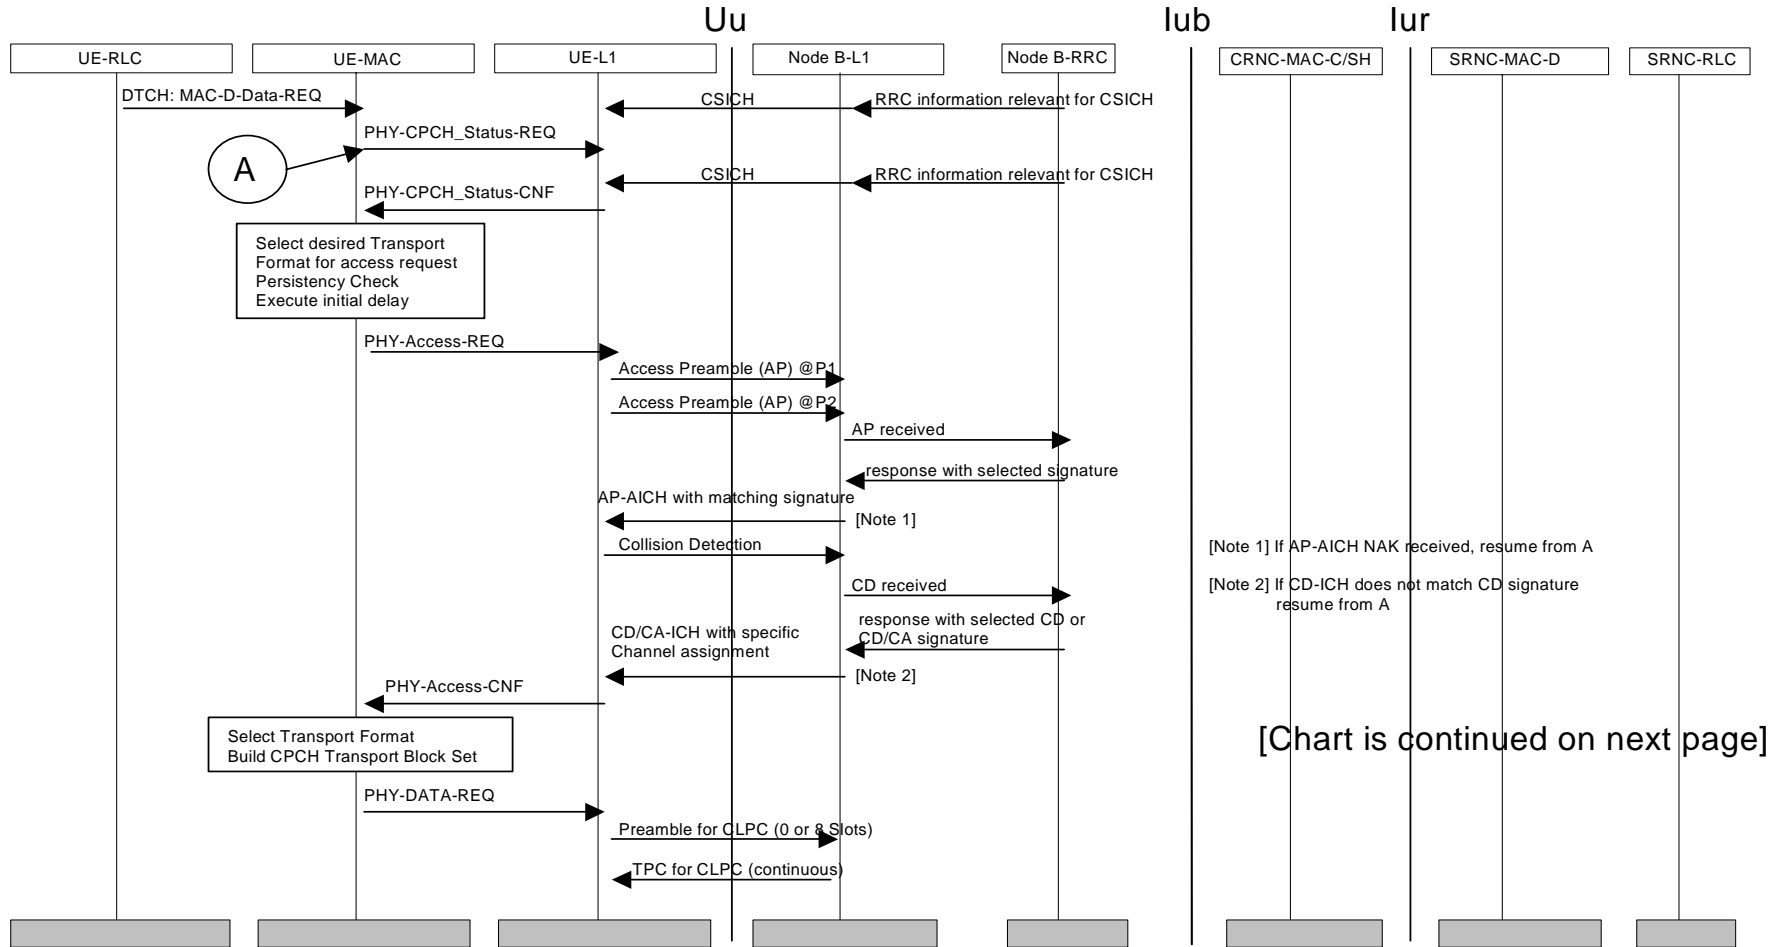 Uu
Iub
Iur
UE-RLC
UE-MAC
UE-L1
Node B-L1
Node B-RRC
CRNC-MAC-C/SH
SRNC-MAC-D
SRNC-RLC
DTCH: MAC-D-Data-REQ
CSICH
RRC information relevant for CSICH
PHY-CPCH_Status-REQ
A
CSICH
RRC information relevant for CSICH
PHY-CPCH_Status-CNF
Select desired Transport
Format for access request
Persistency Check
Execute initial delay
PHY-Access-REQ
Access Preamble (AP) @P1
Access Preamble (AP) @P2
AP received
response with selected signature
AP-AICH with matching signature
[Note 1]
Collision Detection
[Note 1] If AP-AICH NAK received, resume from A
CD received
[Note 2] If CD-ICH does not match CD signature
resume from A
response with selected CD or
CD/CA signature
CD/CA-ICH with specific
Channel assignment
[Note 2]
PHY-Access-CNF
Select Transport Format
Build CPCH Transport Block Set
[Chart is continued on next page]
PHY-DATA-REQ
Preamble for CLPC (0 or 8 Slots)
TPC for CLPC (continuous)